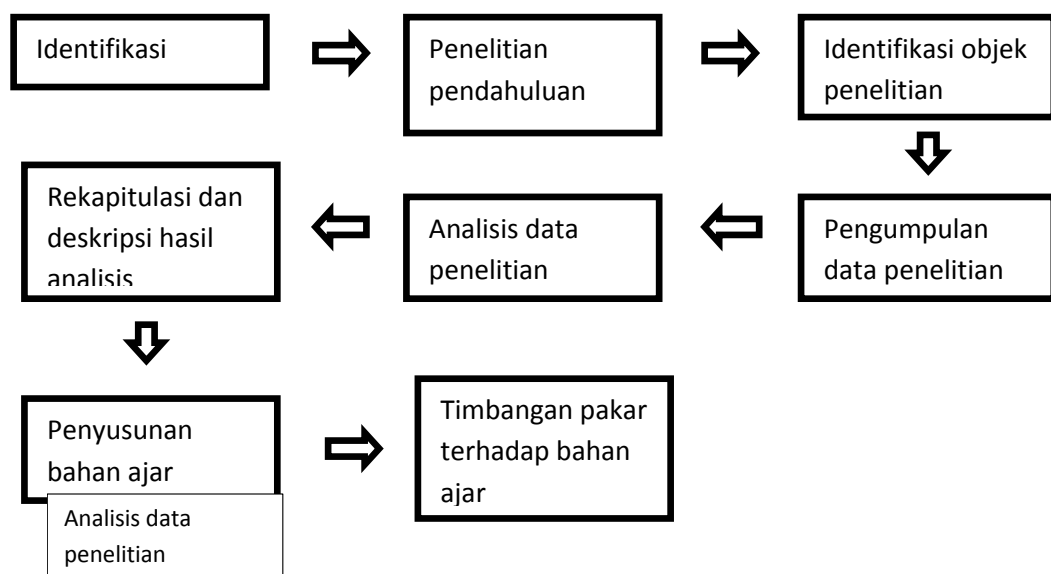 Identifikasi
Penelitian
pendahuluan
Identifikasi objek
penelitian
Pengumpulan
data penelitian
Analisis data
penelitian
Rekapitulasi dan
deskripsi hasil
analisis
Penyusunan
bahan ajar
Analisis data
penelitian
Timbangan pakar
terhadap bahan
ajar